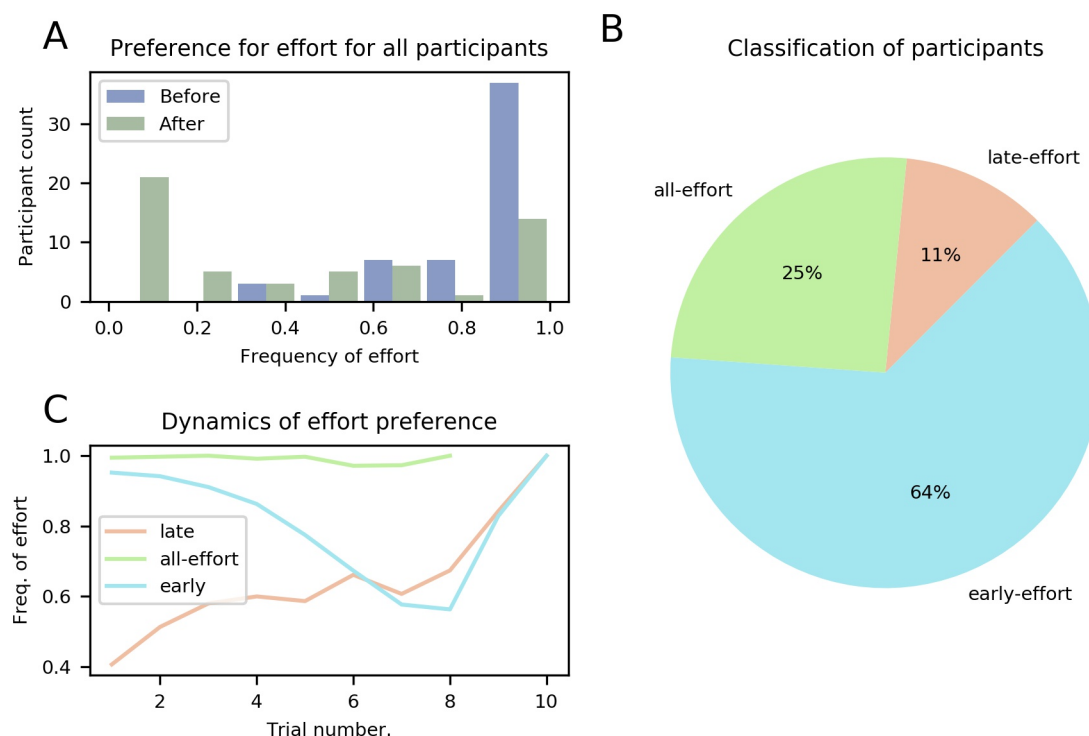 A
Preference for effort for all participants
Participant count
30
20
10
0
Before
After
0.0 0.2 0.4 0.6 0.8 1.0
Frequency of effort
B
Classification of participants
late-effort
all-effort
11%
25%
64%
early-effort
C
Dynamics of effort preference
Freq. of effort
1.0
0.8
0.6
0.4
late
all-effort
early
2 4 6 8 10
Trial number.